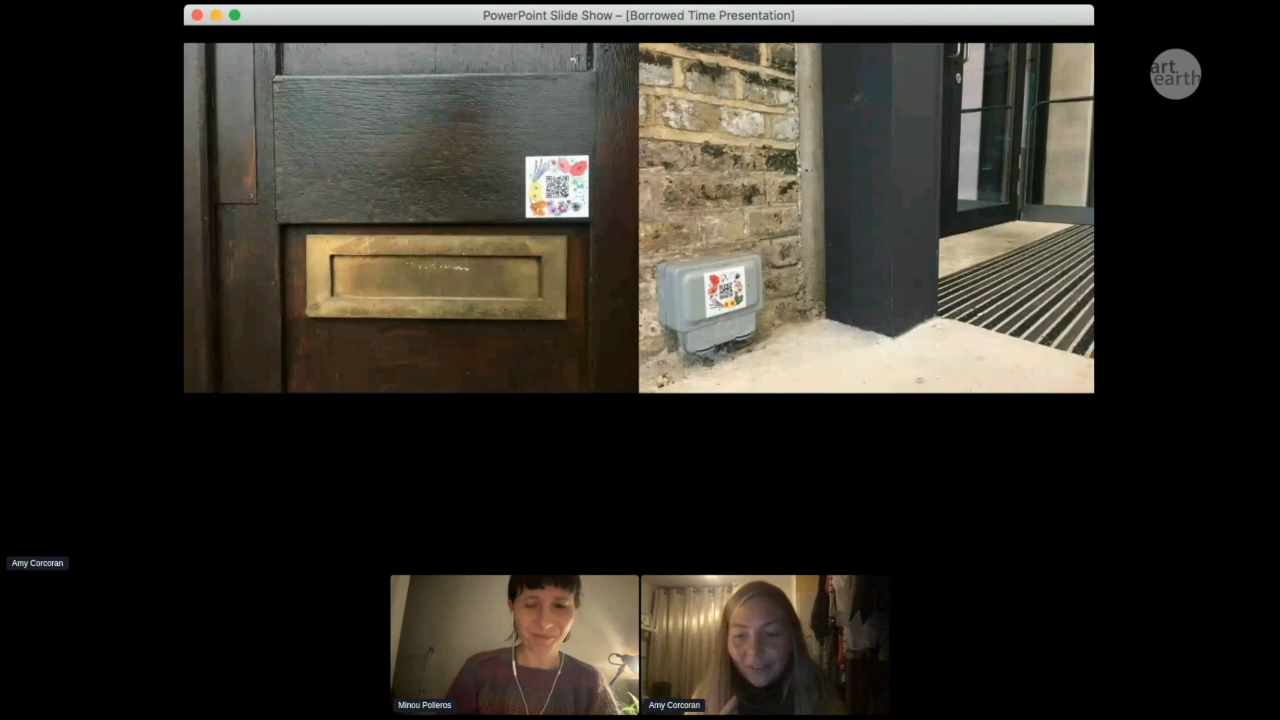 PowerPoint Slide Show – [Borrowed Time Presentation]
art
earth
Amy Corcoran
Minou Polleros
Amy Corcoran